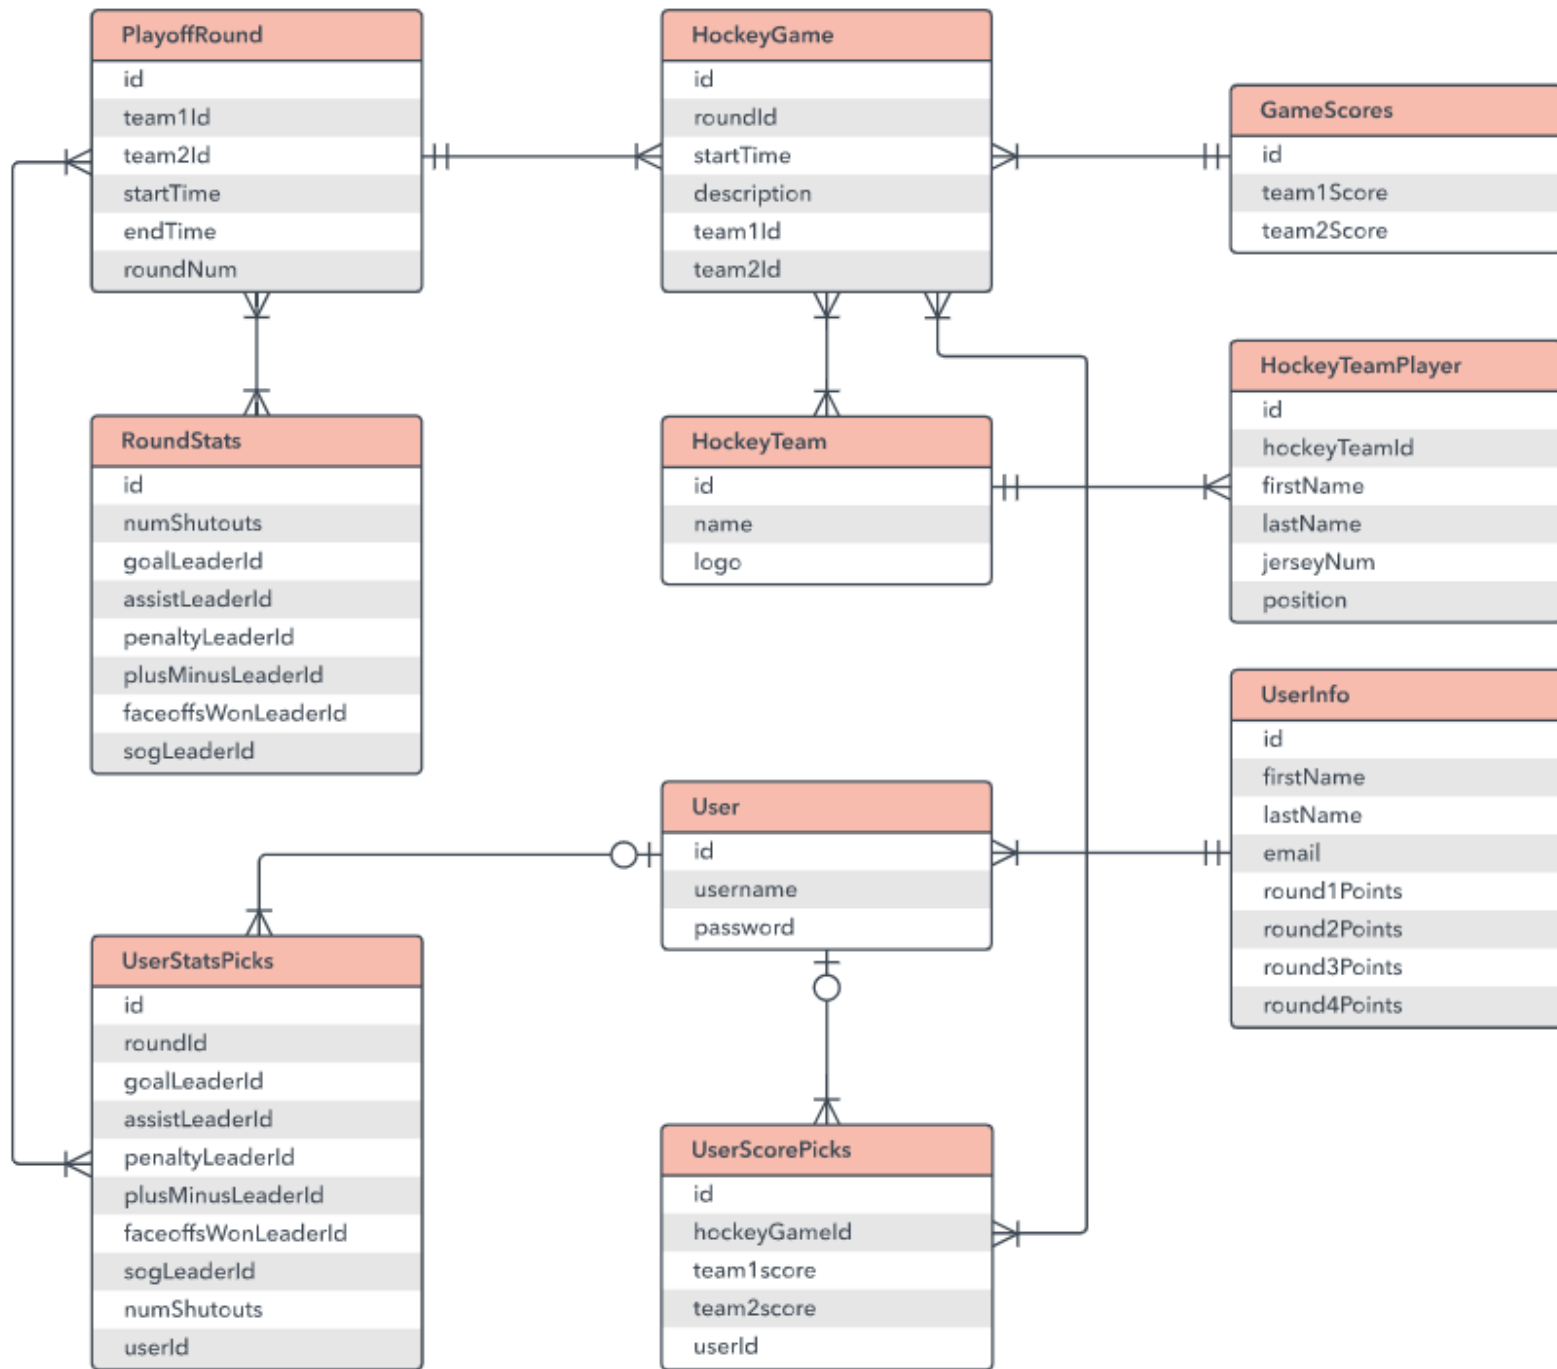 PlayoffRound
id
team1Id
team2Id
startTime
endTime
roundNum
HockeyGame
id
roundId
startTime
description
team1Id
team2Id
GameScores
id
team1Score
team2Score
HockeyTeamPlayer
id
hockeyTeamId
firstName
lastName
jerseyNum
position
RoundStats
id
numShutouts
goalLeaderId
assistLeaderId
penaltyLeaderId
plusMinusLeaderId
faceoffsWonLeaderId
sogLeaderId
HockeyTeam
id
name
logo
UserInfo
id
firstName
lastName
email
round1Points
round2Points
round3Points
round4Points
User
id
username
password
UserStatsPicks
id
roundId
goalLeaderId
assistLeaderId
penaltyLeaderId
plusMinusLeaderId
faceoffsWonLeaderId
sogLeaderId
numShutouts
userId
UserScorePicks
id
hockeyGameId
team1score
team2score
userId